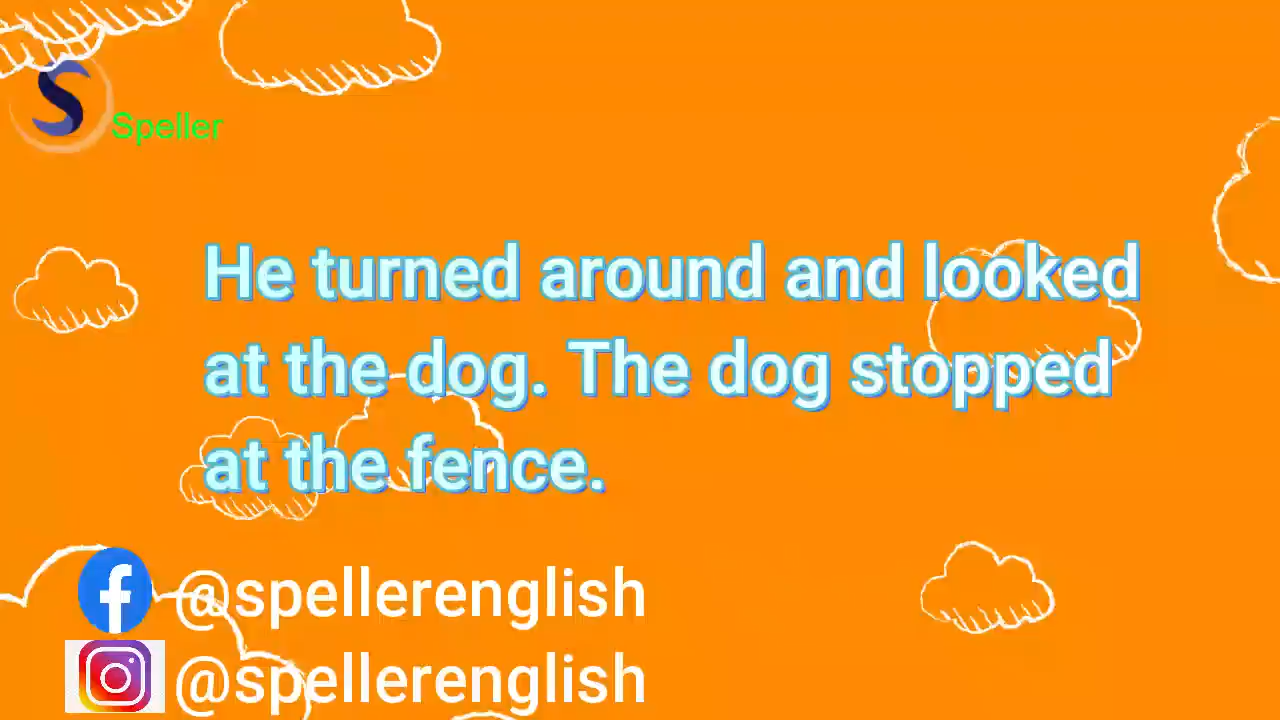 S
Speller
He turned around and looked
at the dog. The dog stopped
at the fence.
f @spellerenglish
@spellerenglish